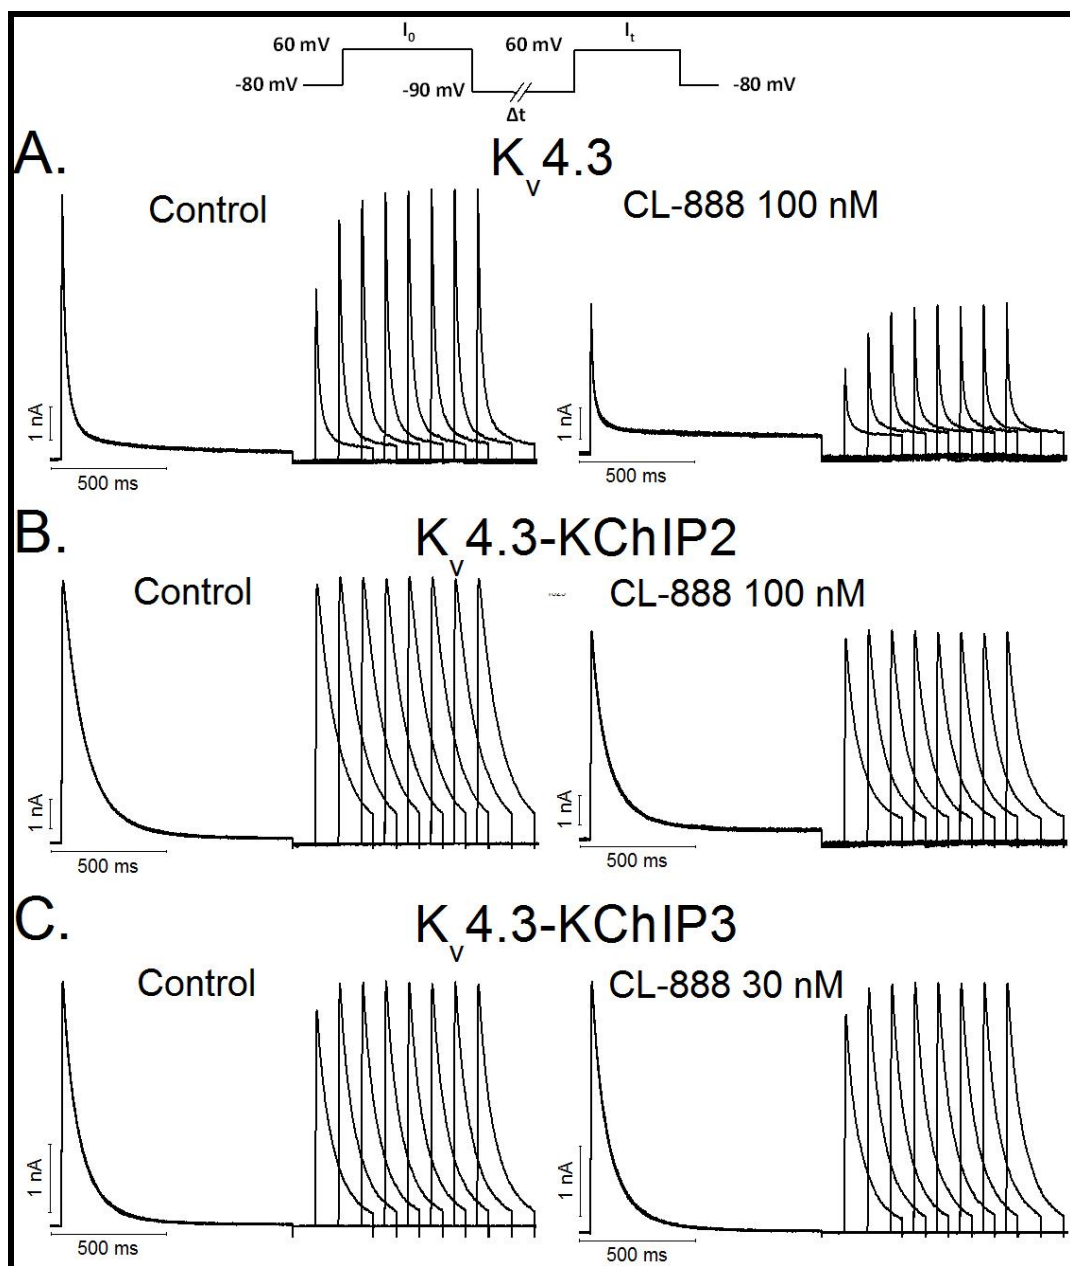 60 mV I0 60 mV It
-80 mV -90 mV -80 mV
Δt
A. Kv4.3
Control CL-888 100 nM
1 nA 1 nA
500 ms 500 ms
B. Kv4.3-KChIP2
Control CL-888 100 nM
1 nA 1 nA
500 ms 500 ms
C. Kv4.3-KChIP3
Control CL-888 30 nM
1 nA 1 nA
500 ms 500 ms